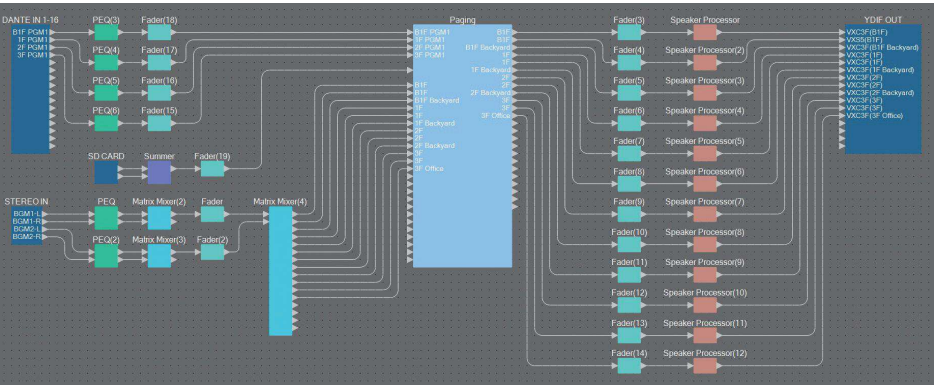 DANTE IN 1-16
B1F PGM1
1F PGM1
2F PGM1
3F PGM1
PEQ(3)
Fader(18)
PEQ(4)
Fader(17)
PEQ(5)
Fader(16)
PEQ(6)
Fader(15)
SD CARD
Summer
Fader(19)
STEREO IN
BGM1-L
BGM1-R
BGM2-L
BGM2-R
PEQ
Matrix Mixer(2)
Fader
PEQ(2)
Matrix Mixer(3)
Fader(2)
Matrix Mixer(4)
Paging
B1F PGM1
1F PGM1
2F PGM1
3F PGM1
B1F
B1F
B1F Backyard
1F
1F
1F Backyard
2F
2F
2F Backyard
3F
3F
3F Office
B1F
B1F
B1F Backyard
1F
1F
1F Backyard
2F
2F
2F Backyard
3F
3F
3F Office
Fader(3)
Speaker Processor
Fader(4)
Speaker Processor(2)
Fader(5)
Speaker Processor(3)
Fader(6)
Speaker Processor(4)
Fader(7)
Speaker Processor(5)
Fader(8)
Speaker Processor(6)
Fader(9)
Speaker Processor(7)
Fader(10)
Speaker Processor(8)
Fader(11)
Speaker Processor(9)
Fader(12)
Speaker Processor(10)
Fader(13)
Speaker Processor(11)
Fader(14)
Speaker Processor(12)
YDIF OUT
VXC3F(B1F)
VXS5(B1F)
VXC3F(B1F Backyard)
VXC3F(1F)
VXC3F(1F)
VXC3F(1F Backyard)
VXC3F(2F)
VXC3F(2F)
VXC3F(2F Backyard)
VXC3F(3F)
VXC3F(3F)
VXC3F(3F Office)